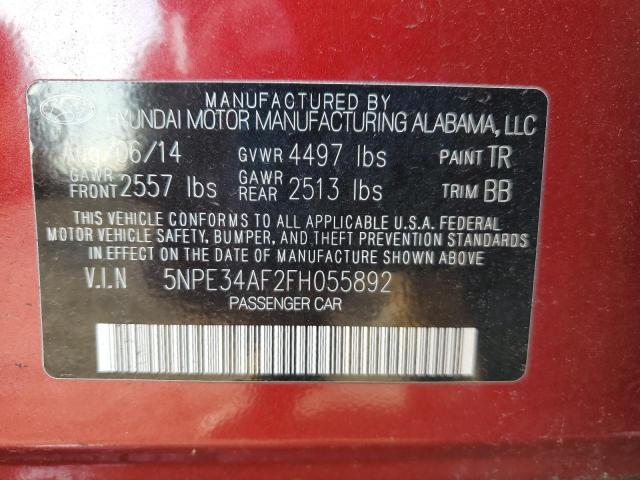 MANUFACTURED BY
HYUNDAI MOTOR MANUFACTURING ALABAMA, LLC
Aug/06/14 GVWR 4497 lbs PAINT TR
GAWR FRONT 2557 lbs GAWR REAR 2513 lbs TRIM BB
THIS VEHICLE CONFORMS TO ALL APPLICABLE U.S.A. FEDERAL
MOTOR VEHICLE SAFETY, BUMPER, AND THEFT PREVENTION STANDARDS
IN EFFECT ON THE DATE OF MANUFACTURE SHOWN ABOVE.
V.I.N 5NPE34AF2FH055892
PASSENGER CAR